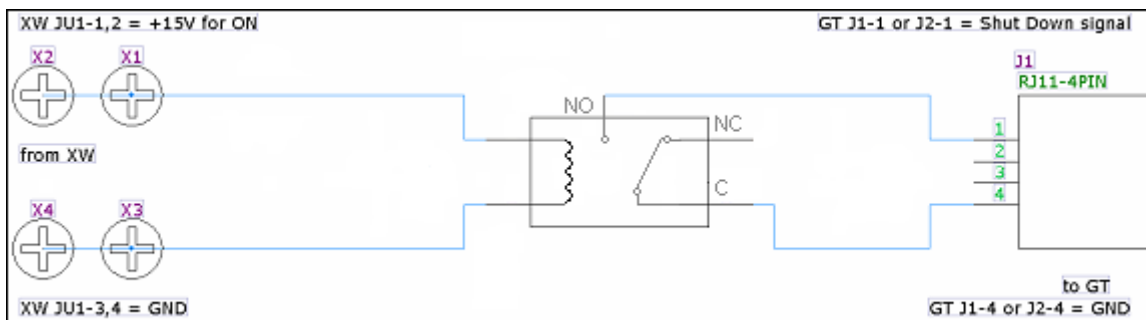 XW JU1-1,2 = +15V for ON
GT J1-1 or J2-1 = Shut Down signal
X2
X1
J1
RJ11-4PIN
NO
NC
1
from XW
2
3
C
4
X4
X3
to GT
XW JU1-3,4 = GND
GT J1-4 or J2-4 = GND